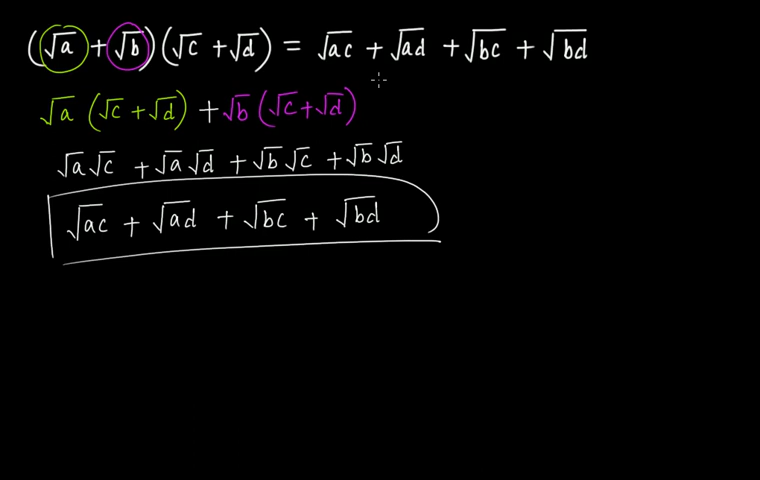 (√a + √b)(√c + √d) = √ac + √ad + √bc + √bd
√a (√c + √d) + √b (√c + √d)
√a √c + √a √d + √b √c + √b √d
√ac + √ad + √bc + √bd